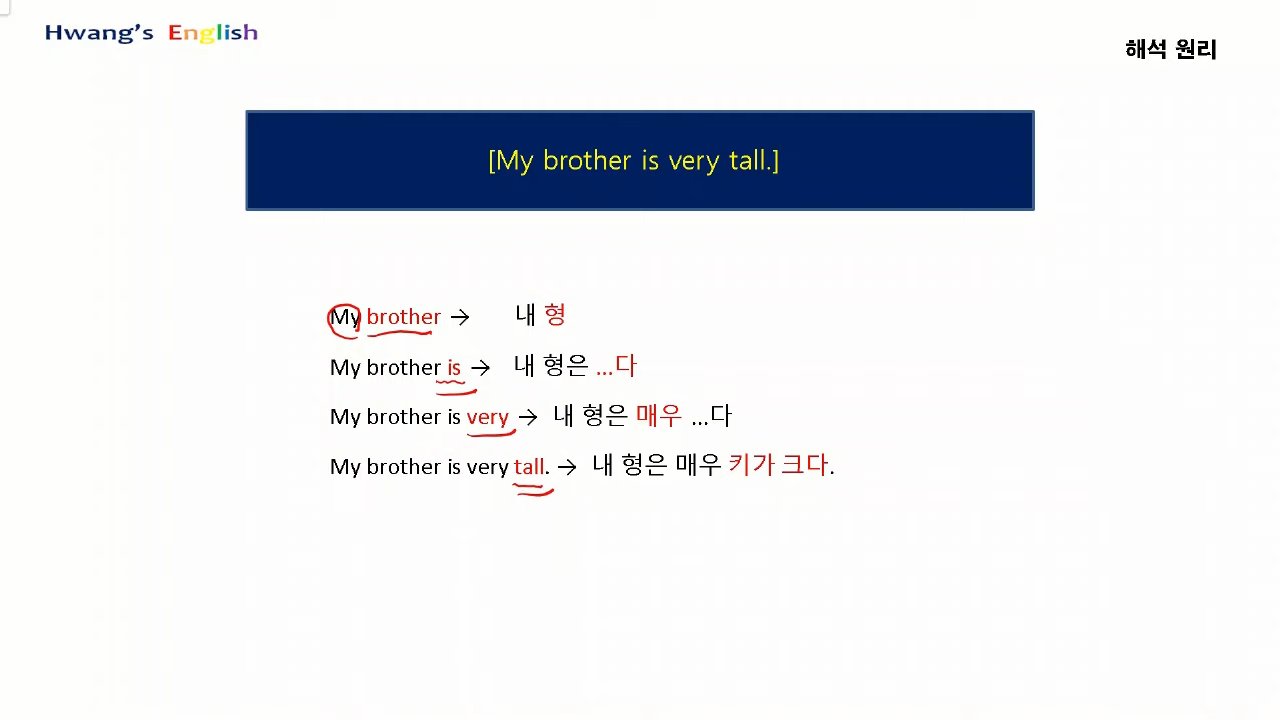 Hwang's English
해석 원리
[My brother is very tall.]
My brother → 내 형
My brother is → 내 형은 ...다
My brother is very → 내 형은 매우 ...다
My brother is very tall. → 내 형은 매우 키가 크다.